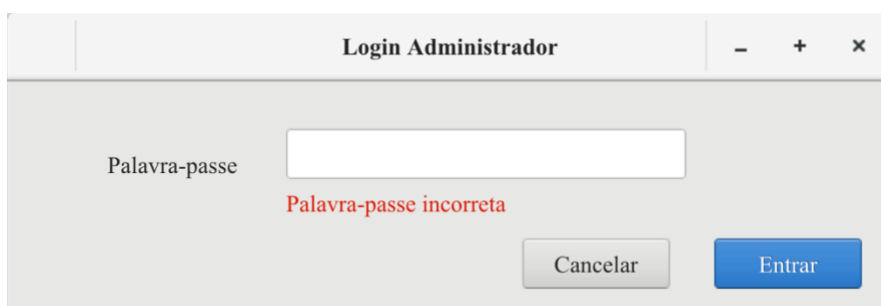 Login Administrador
Palavra-passe
Palavra-passe incorreta
Cancelar
Entrar